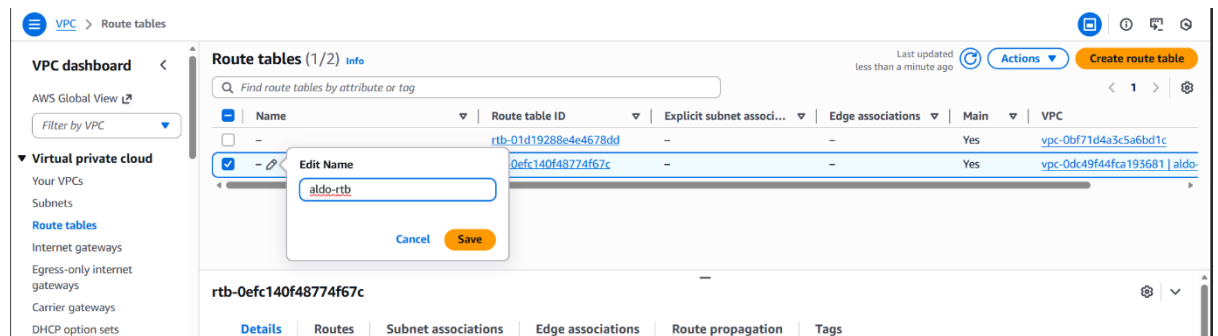 VPC > Route tables
VPC dashboard
AWS Global View
Filter by VPC
Virtual private cloud
Your VPCs
Subnets
Route tables
Internet gateways
Egress-only internet
gateways
Carrier gateways
DHCP option sets
Route tables (1/2) Info
Last updated
less than a minute ago
Actions
Create route table
Find route tables by attribute or tag
1
Name Route table ID Explicit subnet associ... Edge associations Main VPC
– rtb-01d19288e4e4678dd – – Yes vpc-0bf71d4a3c5a6bd1c
– -0efc140f48774f67c – – Yes vpc-0dc49f44fca193681 | aldo-
Edit Name
aldo-rtb
Cancel Save
rtb-0efc140f48774f67c
Details Routes Subnet associations Edge associations Route propagation Tags